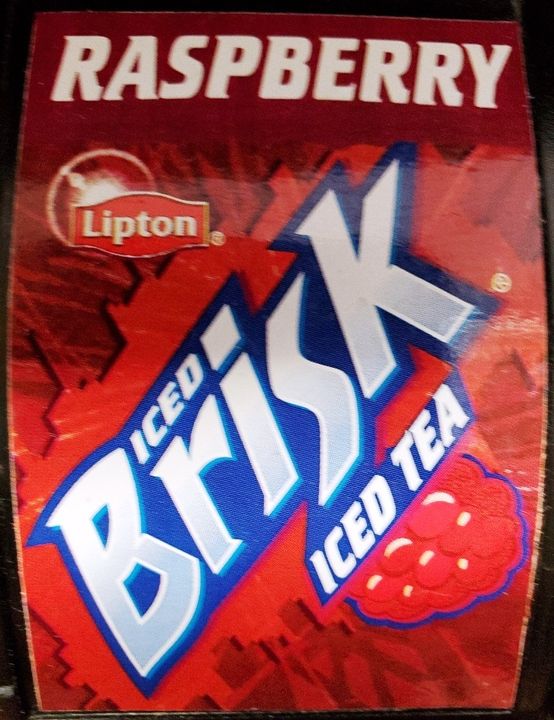 RASPBERRY
Lipton®
®
ICED
Brisk
ICED TEA